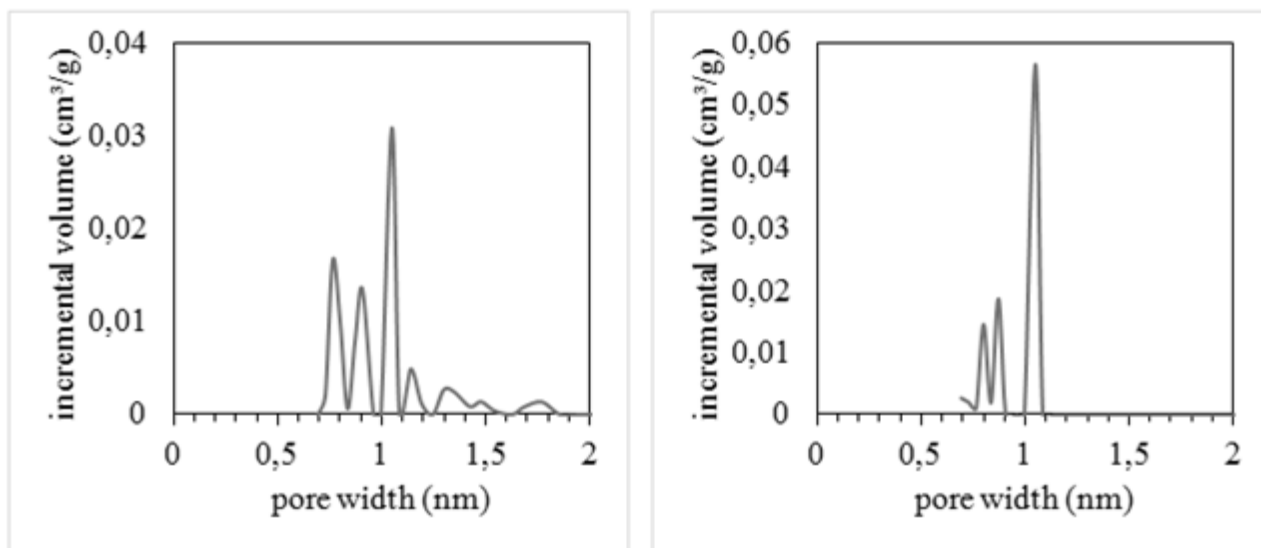 incremental volume (cm³/g)
0,04
0,03
0,02
0,01
0
0 0,5 1 1,5 2
pore width (nm)
incremental volume (cm³/g)
0,06
0,05
0,04
0,03
0,02
0,01
0
0 0,5 1 1,5 2
pore width (nm)